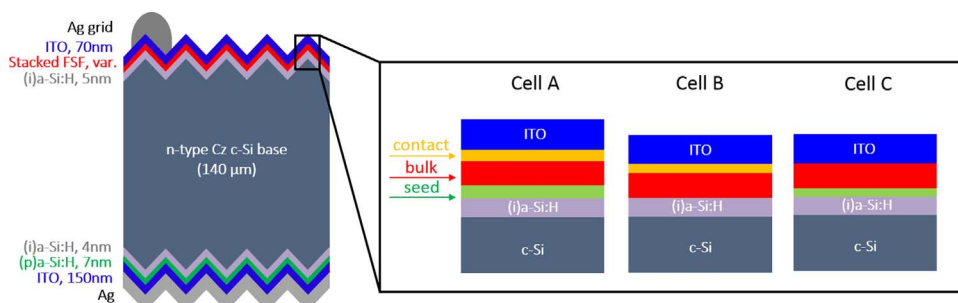 Ag grid
ITO, 70nm
Stacked FSF, var.
(i)a-Si:H, 5nm
n-type Cz c-Si base
(140 µm)
(i)a-Si:H, 4nm
(p)a-Si:H, 7nm
ITO, 150nm
Ag
Cell A
Cell B
Cell C
contact
bulk
seed
ITO
(i)a-Si:H
c-Si
ITO
(i)a-Si:H
c-Si
ITO
(i)a-Si:H
c-Si